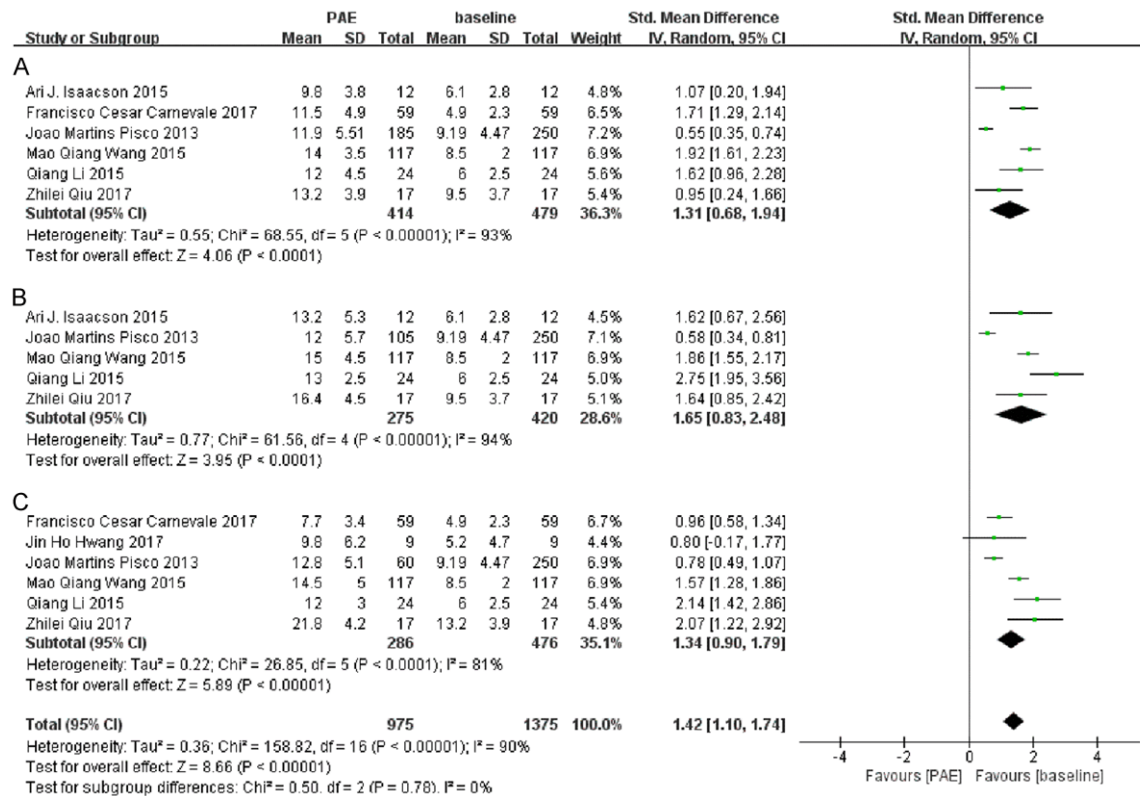 PAE baseline Std. Mean Difference Std. Mean Difference
Study or Subgroup Mean SD Total Mean SD Total Weight IV, Random, 95% CI IV, Random, 95% CI
A
Ari J. Isaacson 2015 9.8 3.8 12 6.1 2.8 12 4.8% 1.07 [0.20, 1.94]
Francisco Cesar Carnevale 2017 11.5 4.9 59 4.9 2.3 59 6.5% 1.71 [1.29, 2.14]
Joao Martins Pisco 2013 11.9 5.51 185 9.19 4.47 250 7.2% 0.55 [0.35, 0.74]
Mao Qiang Wang 2015 14 3.5 117 8.5 2 117 6.9% 1.92 [1.61, 2.23]
Qiang Li 2015 12 4.5 24 6 2.5 24 5.6% 1.62 [0.96, 2.28]
Zhilei Qiu 2017 13.2 3.9 17 9.5 3.7 17 5.4% 0.95 [0.24, 1.66]
Subtotal (95% CI) 414 479 36.3% 1.31 [0.68, 1.94]
Heterogeneity: Tau² = 0.55; Chi² = 68.55, df = 5 (P < 0.00001); I² = 93%
Test for overall effect: Z = 4.06 (P < 0.0001)
B
Ari J. Isaacson 2015 13.2 5.3 12 6.1 2.8 12 4.5% 1.62 [0.67, 2.56]
Joao Martins Pisco 2013 12 5.7 105 9.19 4.47 250 7.1% 0.58 [0.34, 0.81]
Mao Qiang Wang 2015 15 4.5 117 8.5 2 117 6.9% 1.86 [1.55, 2.17]
Qiang Li 2015 13 2.5 24 6 2.5 24 5.0% 2.75 [1.95, 3.56]
Zhilei Qiu 2017 16.4 4.5 17 9.5 3.7 17 5.1% 1.64 [0.85, 2.42]
Subtotal (95% CI) 275 420 28.6% 1.65 [0.83, 2.48]
Heterogeneity: Tau² = 0.77; Chi² = 61.56, df = 4 (P < 0.00001); I² = 94%
Test for overall effect: Z = 3.95 (P < 0.0001)
C
Francisco Cesar Carnevale 2017 7.7 3.4 59 4.9 2.3 59 6.7% 0.96 [0.58, 1.34]
Jin Ho Hwang 2017 9.8 6.2 9 5.2 4.7 9 4.4% 0.80 [-0.17, 1.77]
Joao Martins Pisco 2013 12.8 5.1 60 9.19 4.47 250 6.9% 0.78 [0.49, 1.07]
Mao Qiang Wang 2015 14.5 5 117 8.5 2 117 6.9% 1.57 [1.28, 1.86]
Qiang Li 2015 12 3 24 6 2.5 24 5.4% 2.14 [1.42, 2.86]
Zhilei Qiu 2017 21.8 4.2 17 13.2 3.9 17 4.8% 2.07 [1.22, 2.92]
Subtotal (95% CI) 286 476 35.1% 1.34 [0.90, 1.79]
Heterogeneity: Tau² = 0.22; Chi² = 26.85, df = 5 (P < 0.0001); I² = 81%
Test for overall effect: Z = 5.89 (P < 0.00001)
Total (95% CI) 975 1375 100.0% 1.42 [1.10, 1.74]
Heterogeneity: Tau² = 0.36; Chi² = 158.82, df = 16 (P < 0.00001); I² = 90%
Test for overall effect: Z = 8.66 (P < 0.00001)
Test for subgroup differences: Chi² = 0.50, df = 2 (P = 0.78), I² = 0%
-4 -2 0 2 4
Favours [PAE] Favours [baseline]